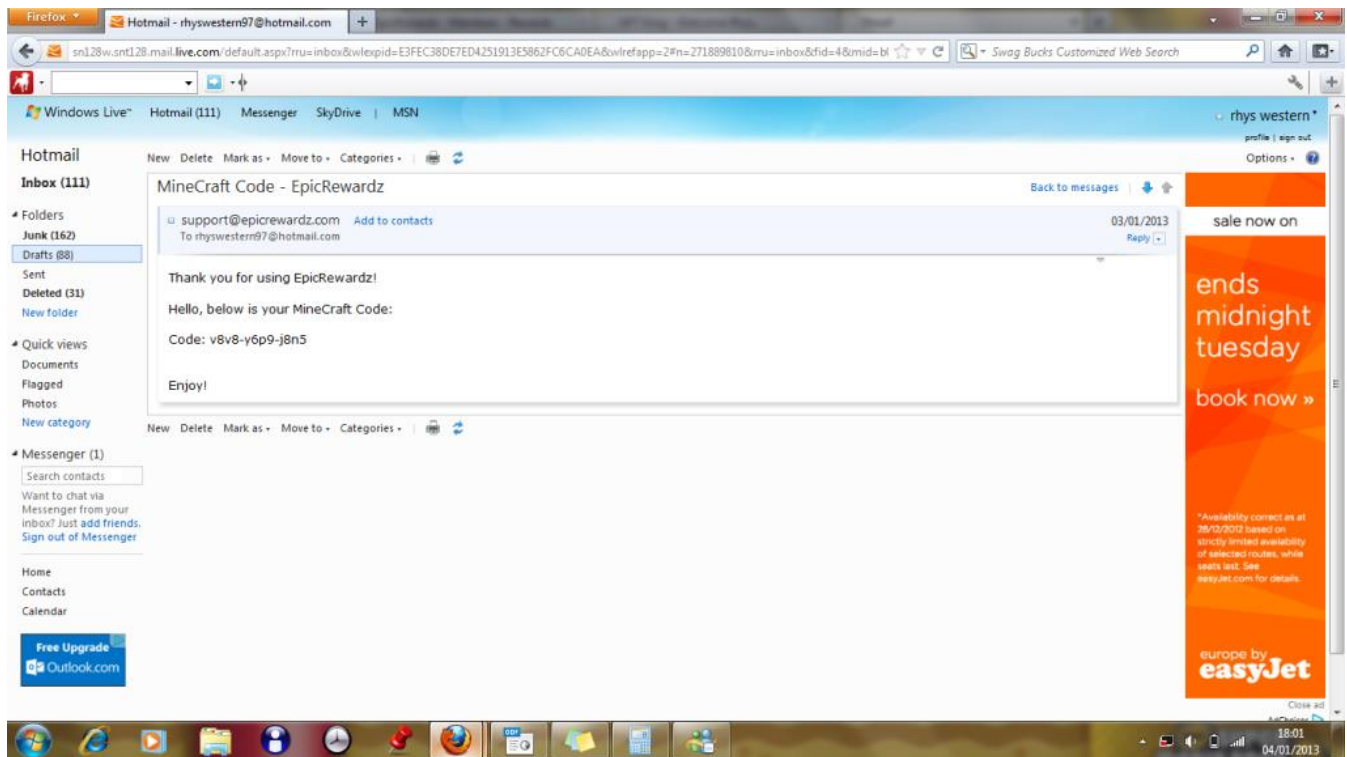 Firefox
Hotmail - rhyswestern97@hotmail.com
sn128w.snt128.mail.live.com/default.aspx?rru=inbox&wlexpid=E3FEC38DE7ED4251913E5862FC6CA0EA&wlrefapp=2#n=271889810&rru=inbox&fid=4&mid=bl
Swag Bucks Customized Web Search
Windows Live™ Hotmail (111) Messenger SkyDrive | MSN
rhys western
profile | sign out
Hotmail
New Delete Mark as Move to Categories
Options
Inbox (111)
MineCraft Code - EpicRewardz
Back to messages
Folders
Junk (162)
Drafts (88)
Sent
Deleted (31)
New folder
support@epicrewardz.com Add to contacts
03/01/2013
To rhyswestern97@hotmail.com
Reply
Thank you for using EpicRewardz!
Hello, below is your MineCraft Code:
Code: v8v8-y6p9-j8n5
Enjoy!
Quick views
Documents
Flagged
Photos
New category
New Delete Mark as Move to Categories
Messenger (1)
Search contacts
Want to chat via
Messenger from your
inbox? Just add friends.
Sign out of Messenger
Home
Contacts
Calendar
Free Upgrade
Outlook.com
sale now on
ends
midnight
tuesday
book now »
*Availability correct as at
28/12/2012 based on
strictly limited availability
of selected routes, while
seats last. See
easyJet.com for details.
europe by
easyJet
Close ad
18:01
04/01/2013